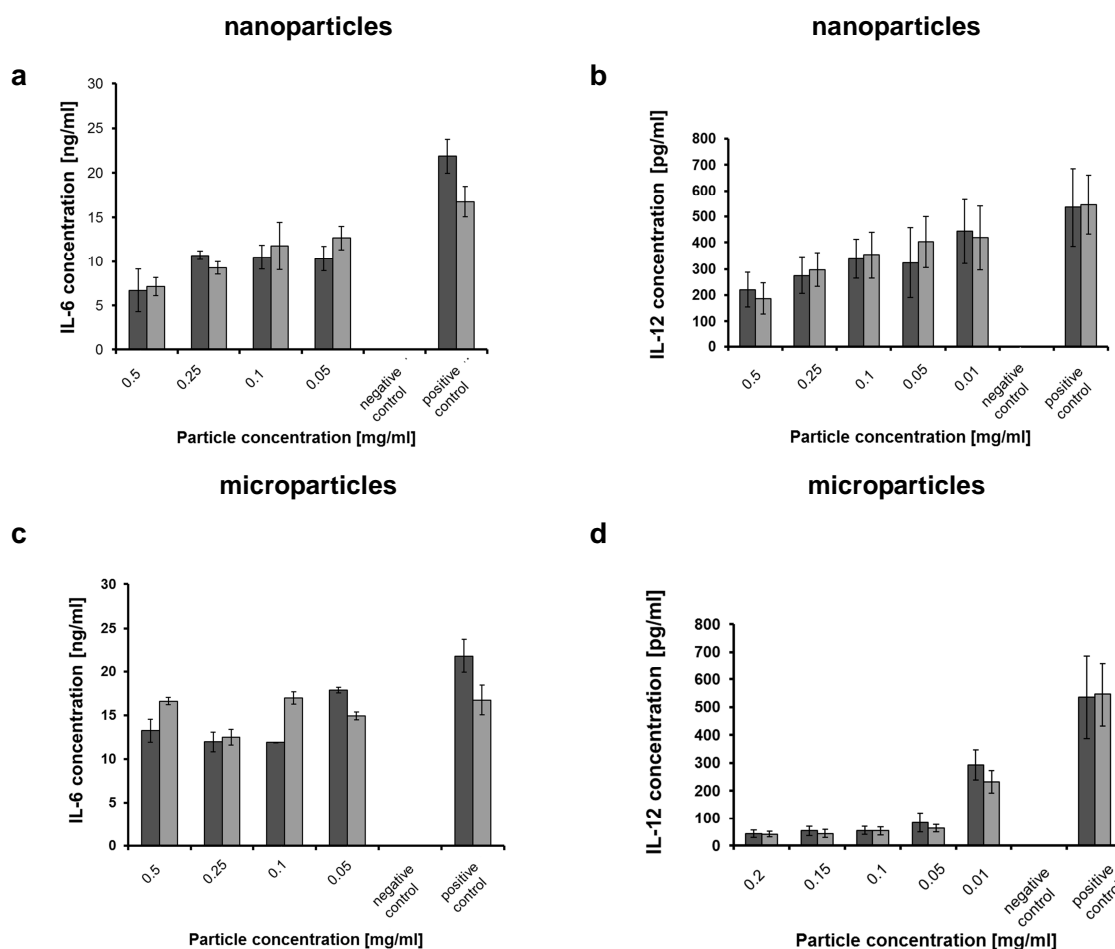 nanoparticles
a
IL-6 concentration [ng/ml]
30
25
20
15
10
5
0
0.5
0.25
0.1
0.05
negative .
control
positive ..
control
Particle concentration [mg/ml]
nanoparticles
b
IL-12 concentration [pg/ml]
800
700
600
500
400
300
200
100
0
0.5
0.25
0.1
0.05
0.01
negative
control
positive
control
Particle concentration [mg/ml]
microparticles
c
IL-6 concentration [ng/ml]
30
25
20
15
10
5
0
0.5
0.25
0.1
0.05
negative
control
positive
control
Particle concentration [mg/ml]
microparticles
d
IL-12 concentration [pg/ml]
800
700
600
500
400
300
200
100
0
0.2
0.15
0.1
0.05
0.01
negative
control
positive
control
Particle concentration [mg/ml]